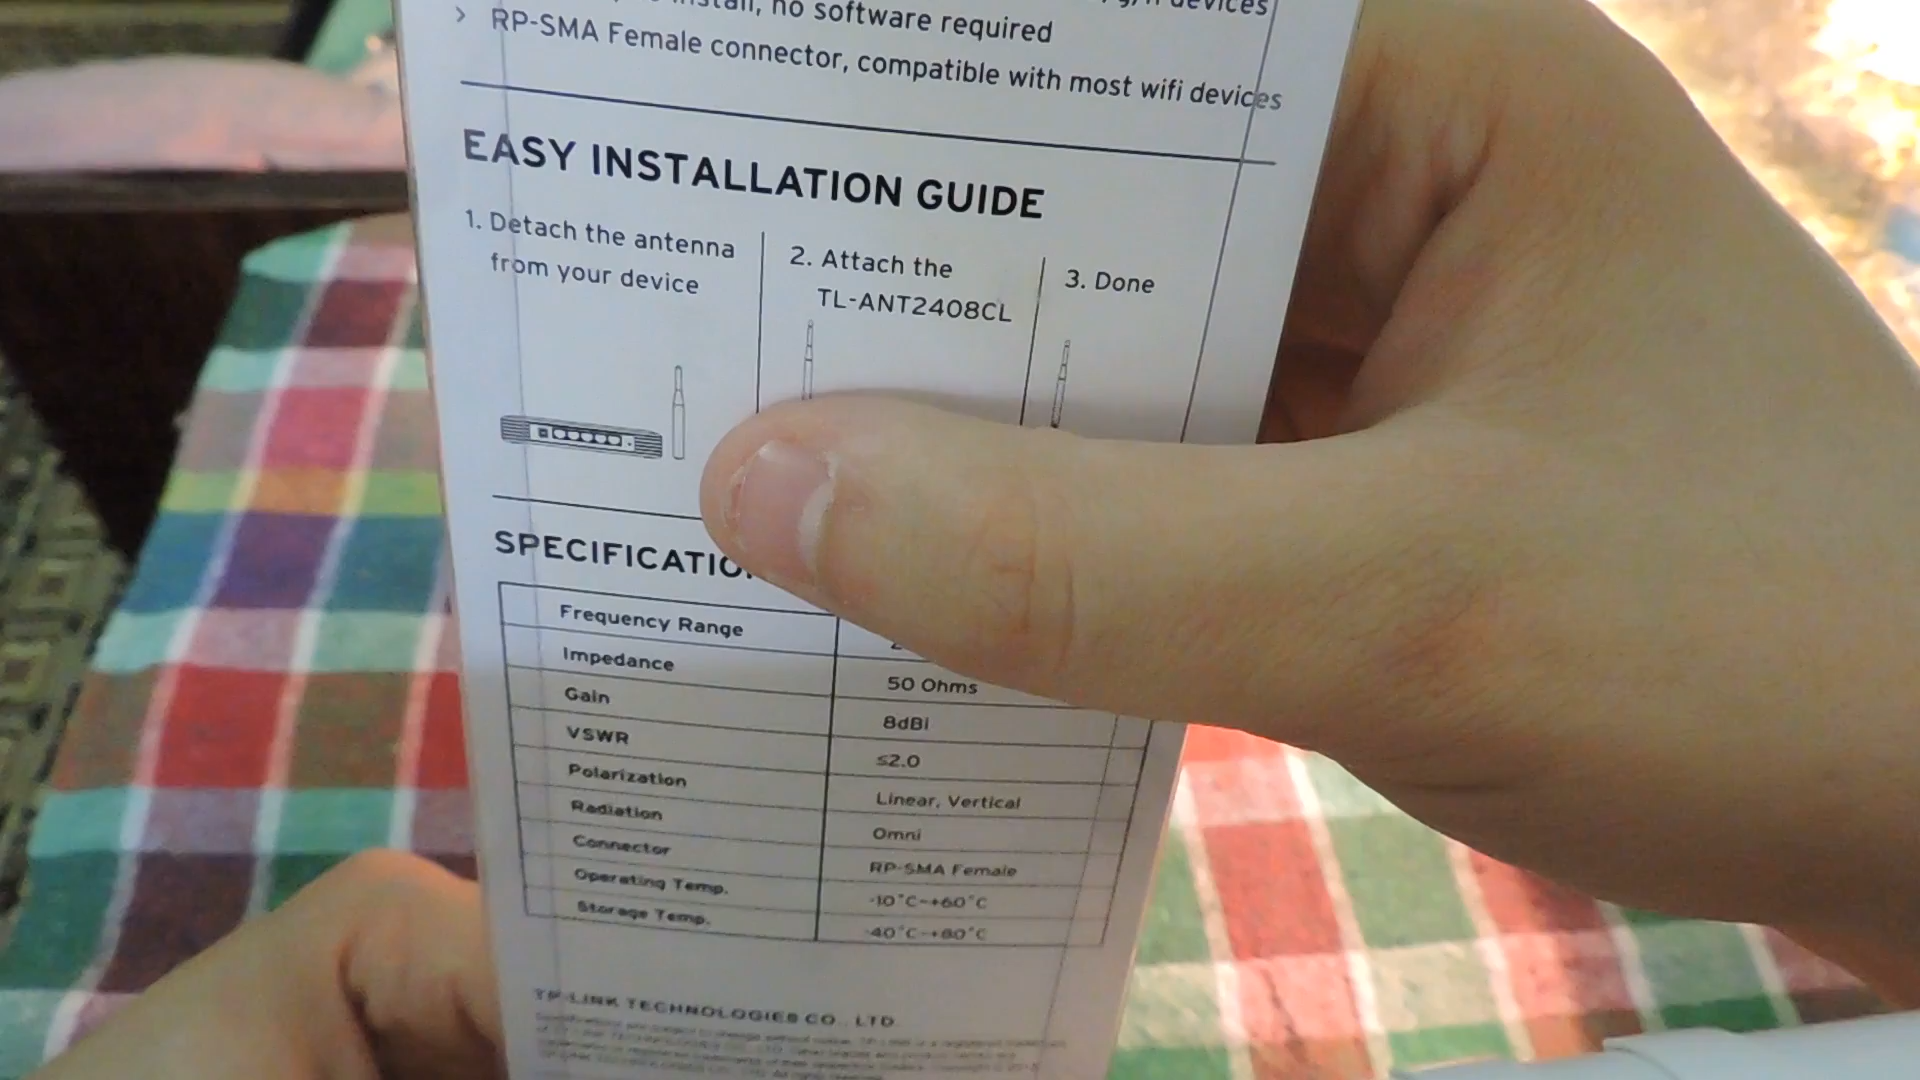 install, no software required
> RP-SMA Female connector, compatible with most wifi devices
EASY INSTALLATION GUIDE
1. Detach the antenna
from your device
2. Attach the
TL-ANT2408CL
3. Done
Frequency Range
Impedance 50 Ohms
Gain 8dBi
VSWR ≤2.0
Polarization Linear, Vertical
Radiation Omni
Connector RP-SMA Female
Operating Temp. -10°C~+60°C
Storage Temp. -40°C~+80°C
TP-LINK TECHNOLOGIES CO., LTD.